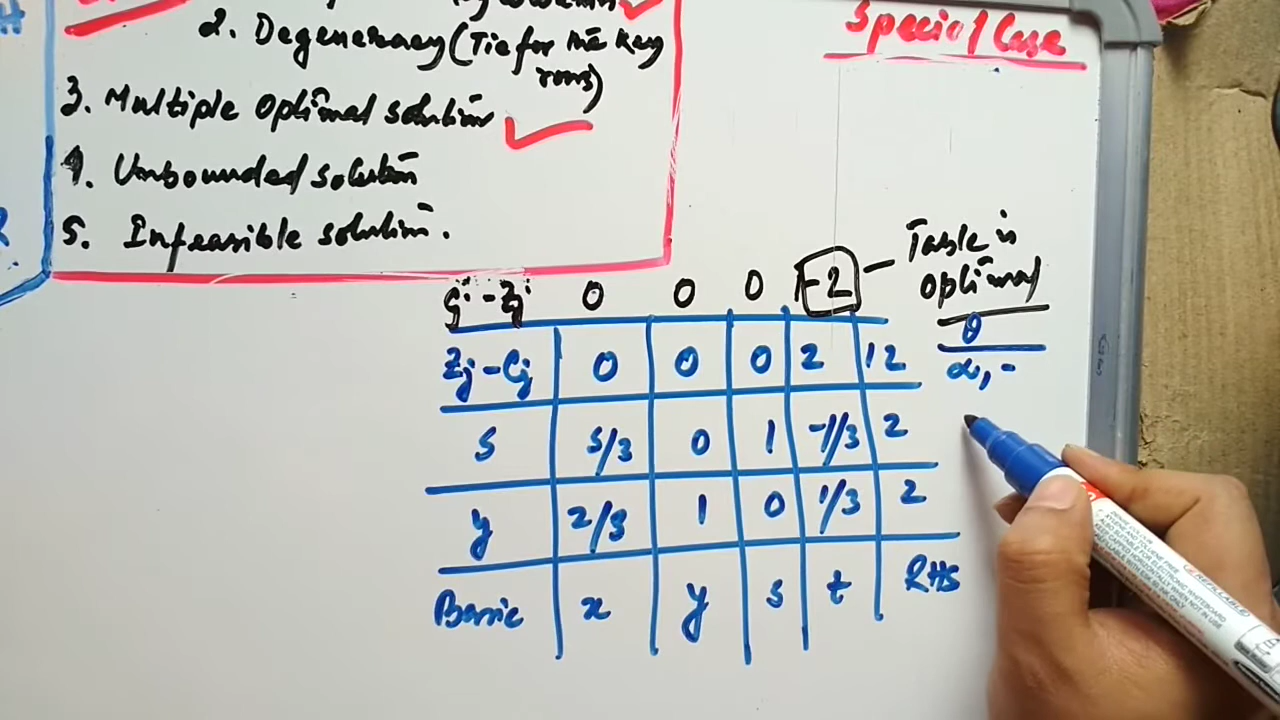 Special Case
2. Degeneracy (Tie for the key
rows)
3. Multiple optimal solution
4. Unbounded solution
5. Infeasible solution.
Table is
optimal
Cj - Zj 0 0 0 -2
θ
Zj - Cj 0 0 0 2 12
∝, -
S 5/3 0 1 -1/3 2
y 2/3 1 0 1/3 2
Basic x y s t RHS